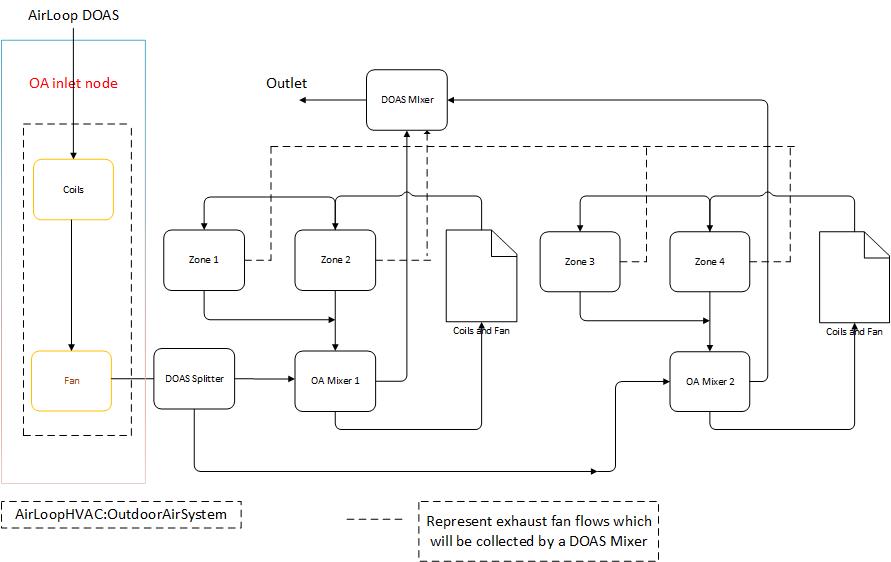 AirLoop DOAS
OA inlet node
Outlet
DOAS MIxer
Coils
Zone 1
Zone 2
Zone 3
Zone 4
Coils and Fan
Coils and Fan
Fan
DOAS Splitter
OA Mixer 1
OA Mixer 2
AirLoopHVAC:OutdoorAirSystem
Represent exhaust fan flows which
will be collected by a DOAS Mixer